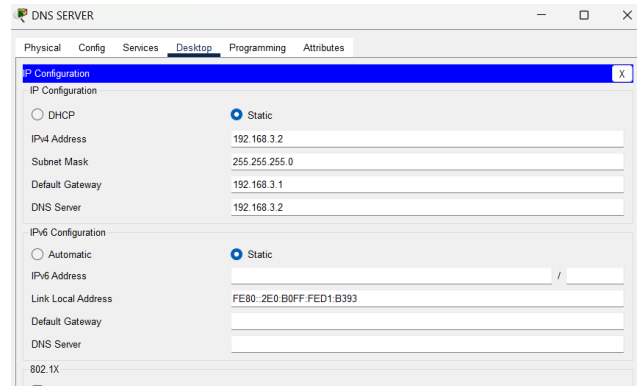 DNS SERVER
Physical Config Services Desktop Programming Attributes
IP Configuration X
IP Configuration
DHCP Static
IPv4 Address 192.168.3.2
Subnet Mask 255.255.255.0
Default Gateway 192.168.3.1
DNS Server 192.168.3.2
IPv6 Configuration
Automatic Static
IPv6 Address /
Link Local Address FE80::2E0:B0FF:FED1:B393
Default Gateway
DNS Server
802.1X